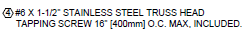 ④ #6 X 1-1/2" STAINLESS STEEL TRUSS HEAD
TAPPING SCREW 16" [400mm] O.C. MAX, INCLUDED.